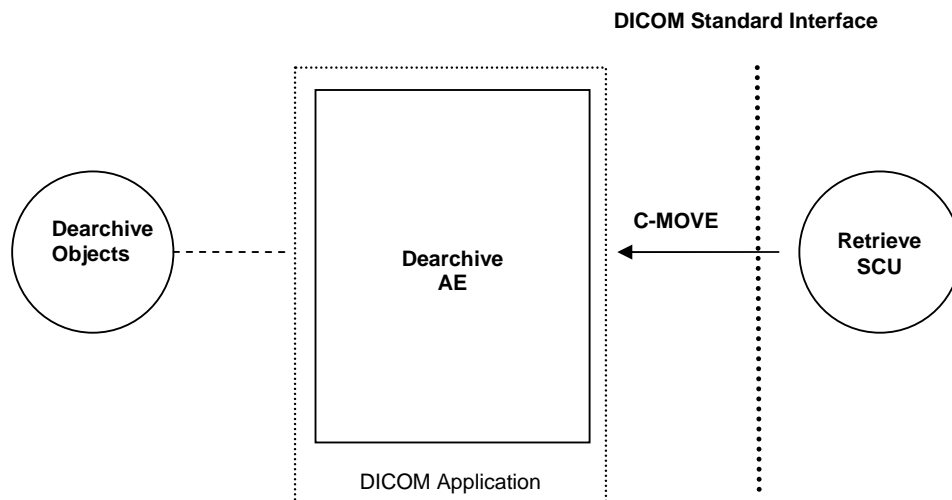 DICOM Standard Interface
Dearchive
Objects
Dearchive
AE
C-MOVE
Retrieve
SCU
DICOM Application